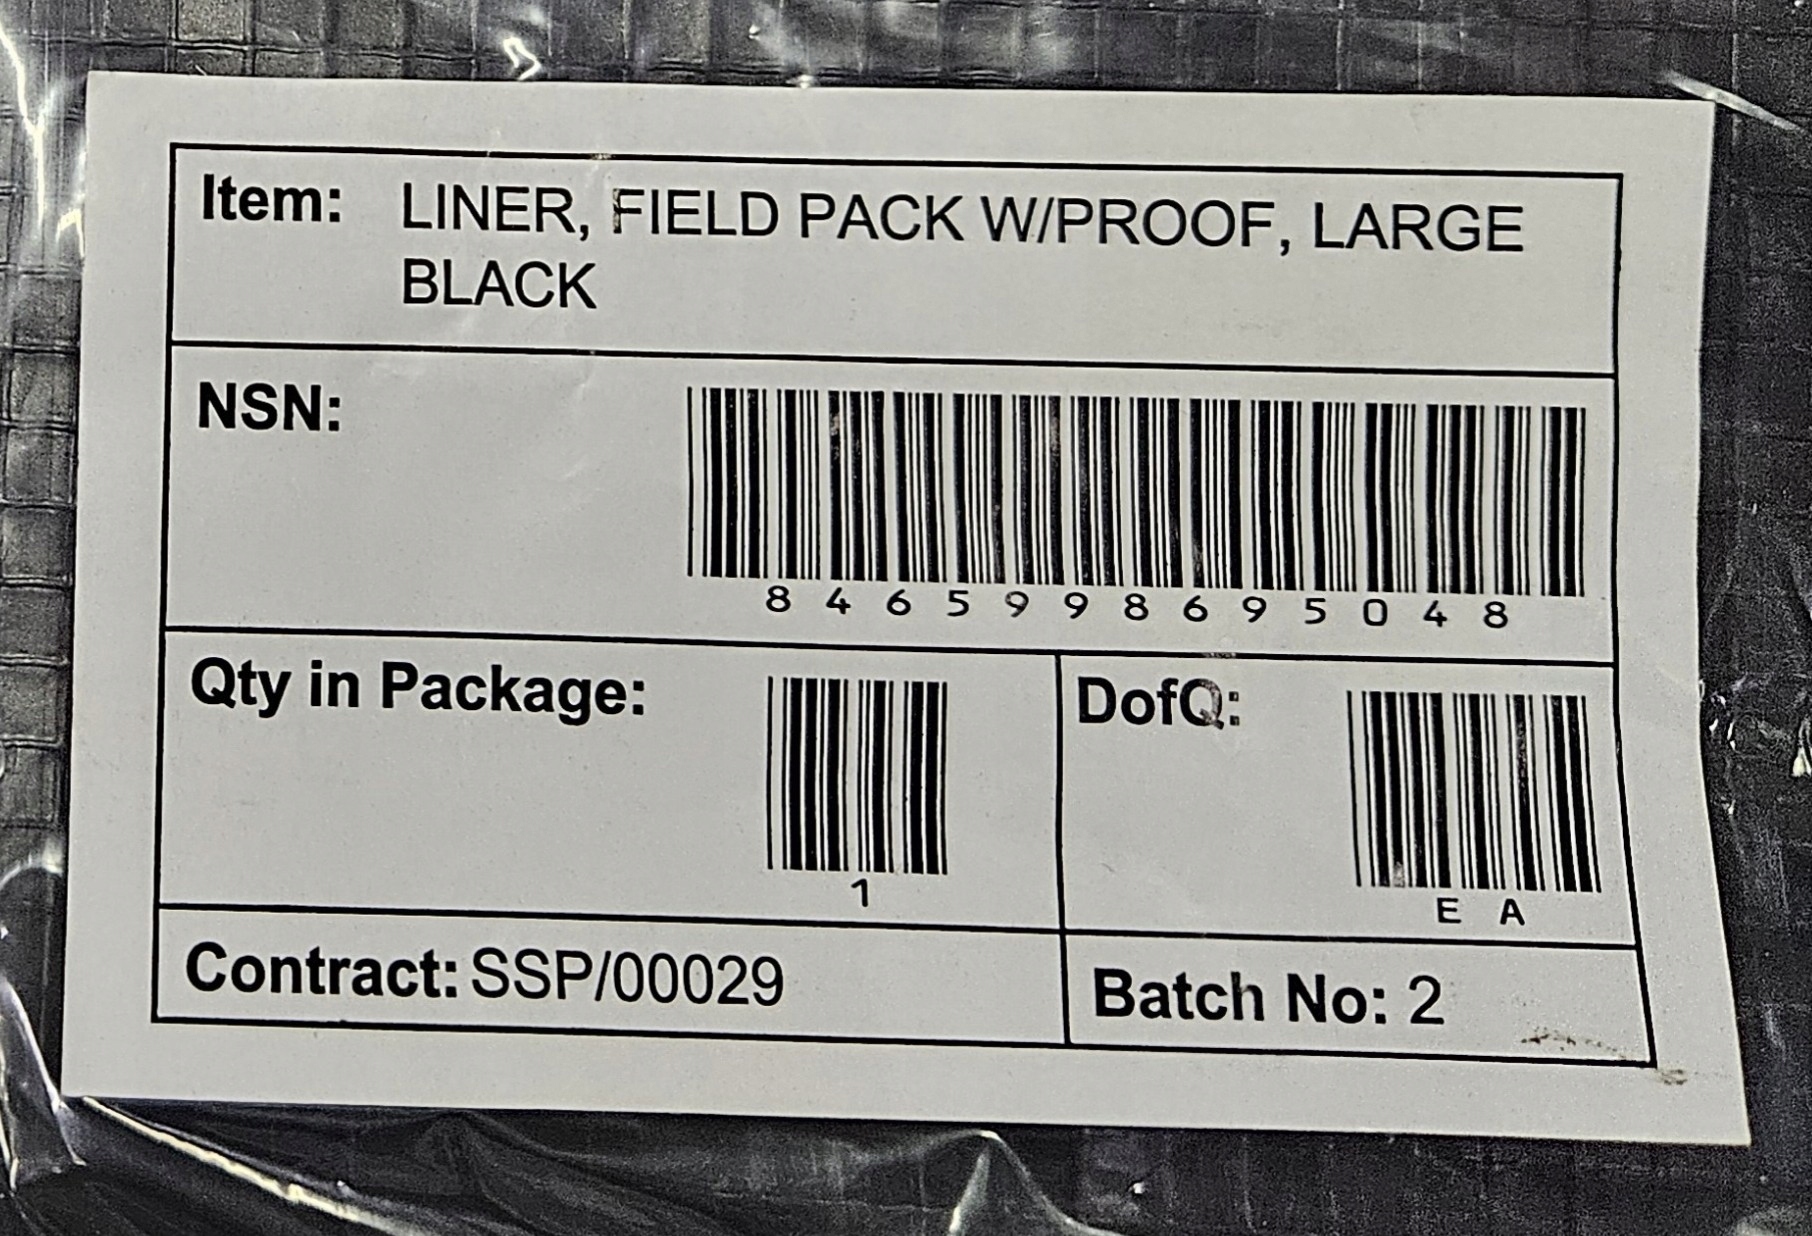 Item: LINER, FIELD PACK W/PROOF, LARGE
BLACK
NSN:
8465998695048
Qty in Package:
1
DofQ:
EA
Contract: SSP/00029
Batch No: 2